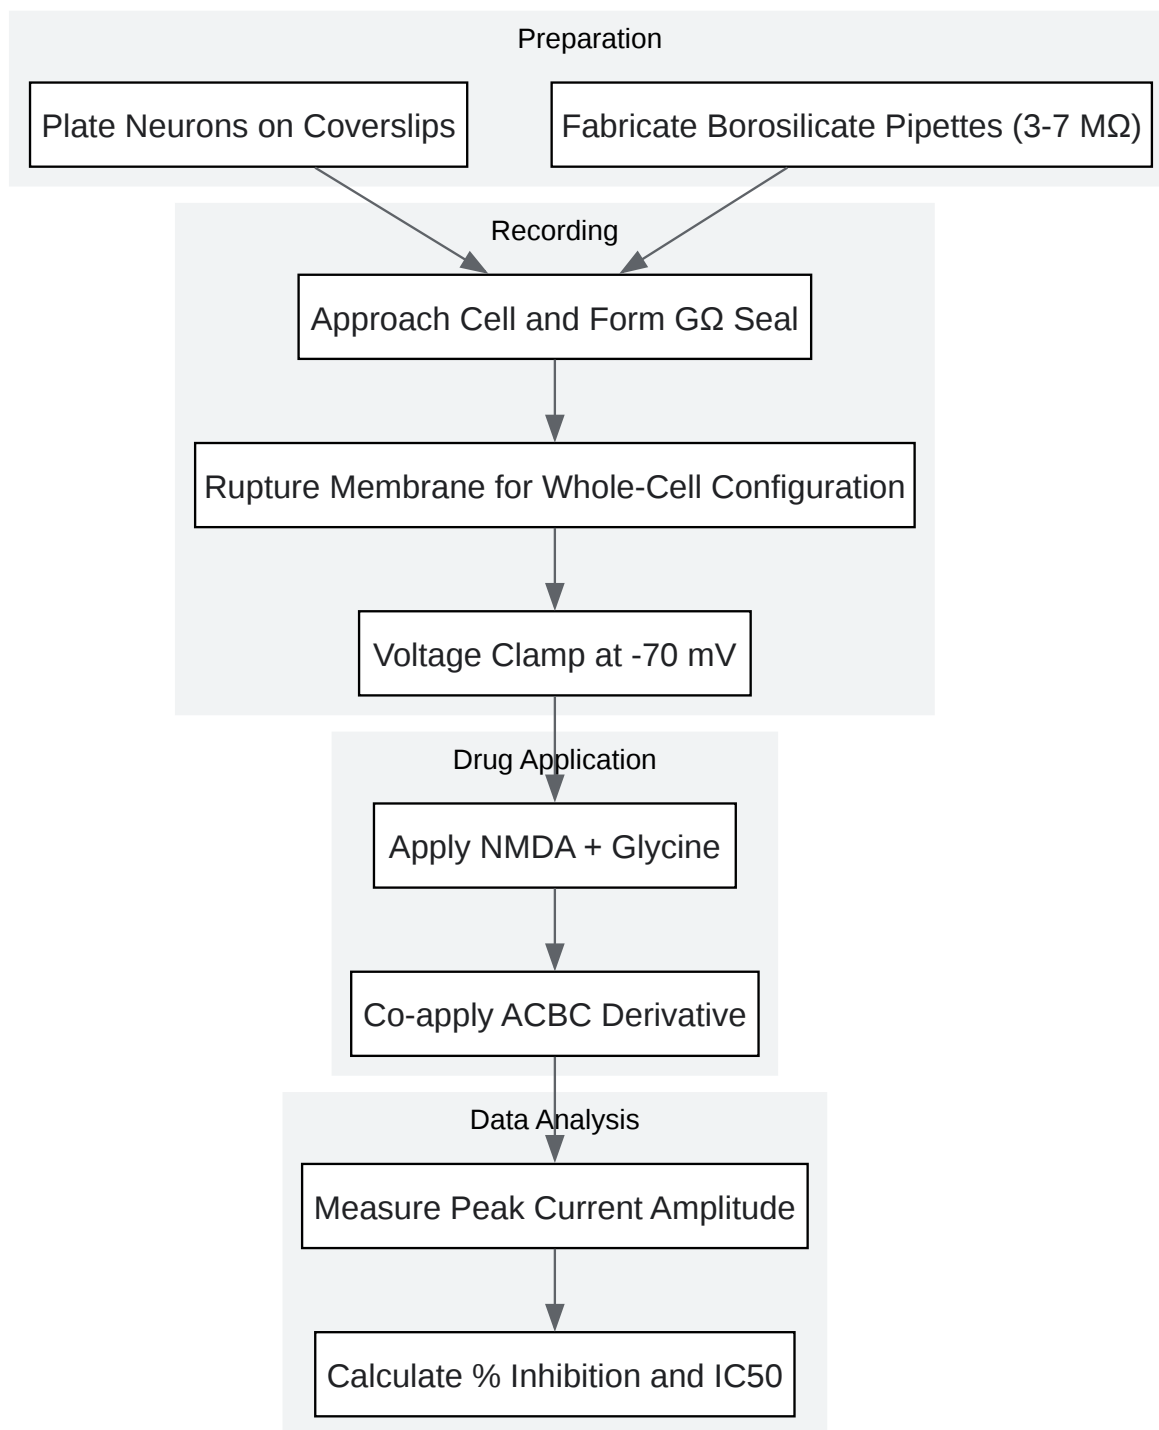 Preparation
Plate Neurons on Coverslips
Fabricate Borosilicate Pipettes (3-7 MΩ)
Recording
Approach Cell and Form GΩ Seal
Rupture Membrane for Whole-Cell Configuration
Voltage Clamp at -70 mV
Drug Application
Apply NMDA + Glycine
Co-apply ACBC Derivative
Data Analysis
Measure Peak Current Amplitude
Calculate % Inhibition and IC50